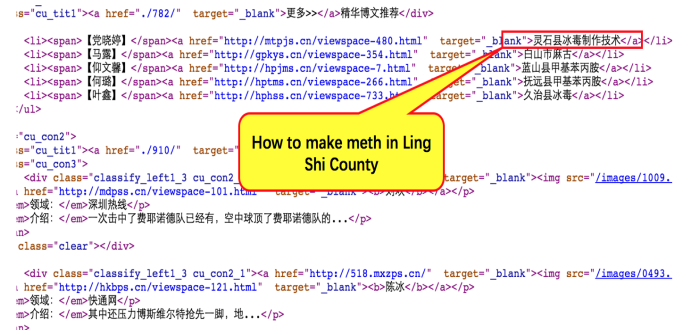 s="cu_tit1"><a href="./782/"  target="_blank">更多>></a>精华博文推荐</div>
<li><span>【党晓婷】</span><a href="http://mtpjs.cn/viewspace-480.html"  target="_blank">灵石县冰毒制作技术</a></li>
<li><span>【马露】</span><a href="http://gpkys.cn/viewspace-354.html"  target="_blank">白山市麻古</a></li>
<li><span>【仰文馨】</span><a href="http://hpjms.cn/viewspace-7.html"  target="_blank">蓝山县甲基苯丙胺</a></li>
<li><span>【何璐】</span><a href="http://hptms.cn/viewspace-266.html"  target="_blank">抚远县甲基苯丙胺</a></li>
<li><span>【叶鑫】</span><a href="http://hphss.cn/viewspace-733.html"  target="_blank">久治县冰毒</a></li>
/ul>
"cu_con2">
s="cu_tit1"><a href="./910/"  ta
ss="cu_con3">
<div class="classify_left1_3 cu_con2_
_blank"><img src="/images/1009.
a href="http://mdpss.cn/viewspace-101.html"
</b></a></p>
em>领域：</em>深圳热线</p>
em>介绍：</em>一次击中了费耶诺德队已经有，空中球顶了费耶诺德队的...</p>
an>
class="clear"></div>
<div class="classify_left1_3 cu_con2_1"><a href="http://518.mxzps.cn/"  target="_blank"><img src="/images/0493.
a href="http://hkbps.cn/viewspace-121.html"  target="_blank"><b>陈冰</b></a></p>
em>领域：</em>快通网</p>
em>介绍：</em>其中还压力博斯维尔特抢先一脚，地...</p>
an>
How to make meth in Ling
Shi County